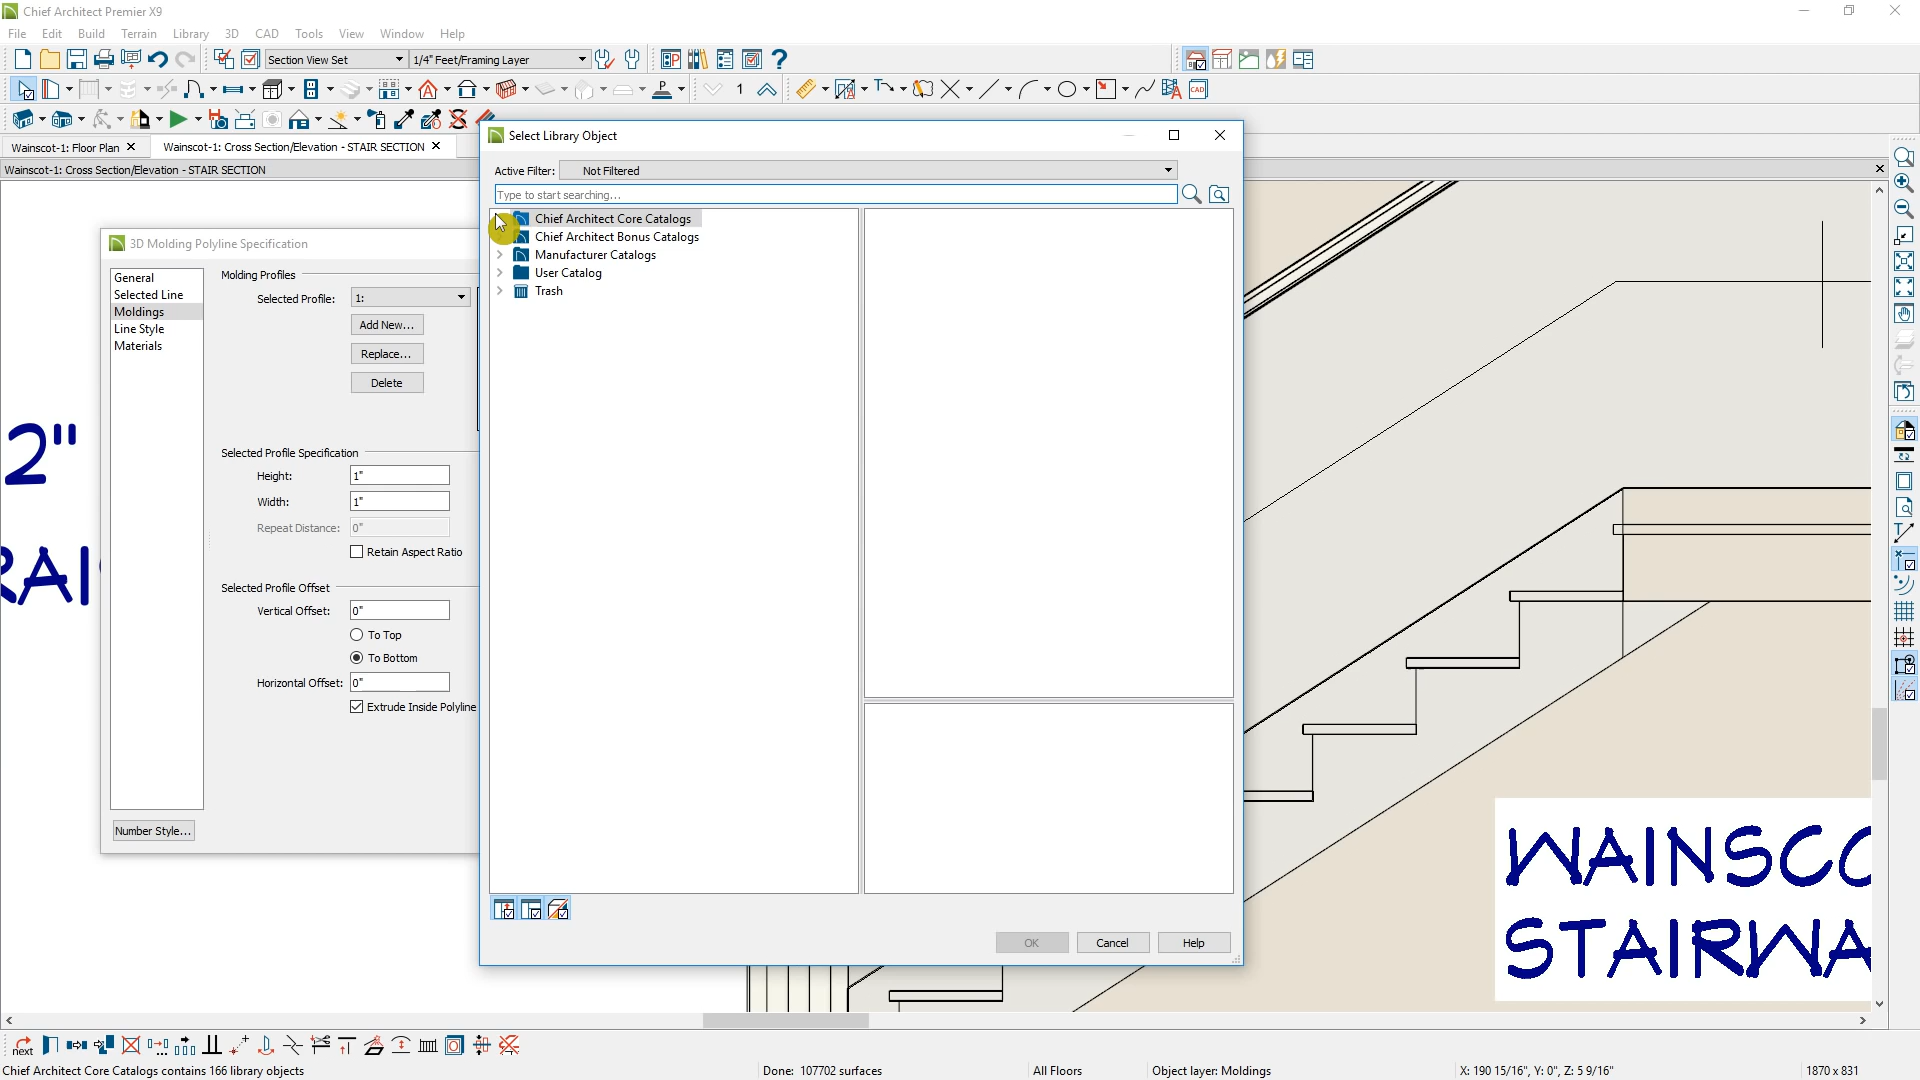 Chief Architect Premier X9
File Edit Build Terrain Library 3D CAD Tools View Window Help
Section View Set 1/4" Feet/Framing Layer
1
Wainscot-1: Floor Plan Wainscot-1: Cross Section/Elevation - STAIR SECTION
Wainscot-1: Cross Section/Elevation - STAIR SECTION
Select Library Object
Active Filter: Not Filtered
Type to start searching...
Chief Architect Core Catalogs
Chief Architect Bonus Catalogs
Manufacturer Catalogs
User Catalog
Trash
OK Cancel Help
3D Molding Polyline Specification
General
Selected Line
Moldings
Line Style
Materials
Number Style...
Molding Profiles
Selected Profile: 1:
Add New...
Replace...
Delete
Selected Profile Specification
Height: 1"
Width: 1"
Repeat Distance: 0"
Retain Aspect Ratio
Selected Profile Offset
Vertical Offset: 0"
To Top
To Bottom
Horizontal Offset: 0"
Extrude Inside Polyline
2"
RAI
WAINSCO
STAIRWA
next
Chief Architect Core Catalogs contains 166 library objects Done: 107702 surfaces All Floors Object layer: Moldings X: 190 15/16", Y: 0", Z: 5 9/16" 1870 x 831